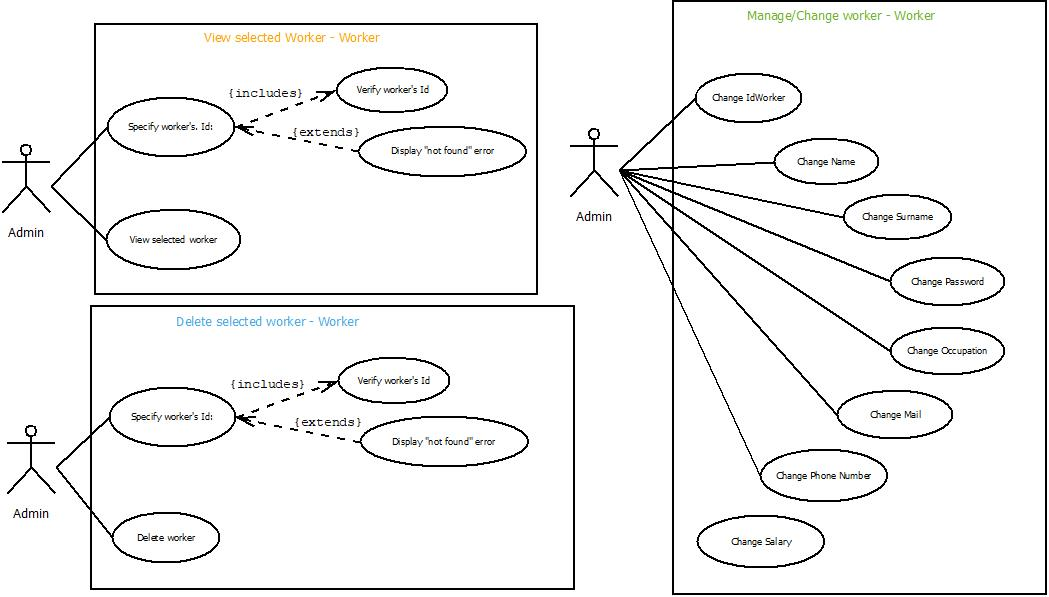 View selected Worker - Worker
{includes}
Verify worker's Id
Specify worker's. Id:
{extends}
Display "not found" error
Admin
View selected worker
Delete selected worker - Worker
{includes}
Verify worker's Id
Specify worker's Id:
{extends}
Display "not found" error
Admin
Delete worker
Manage/Change worker - Worker
Change IdWorker
Change Name
Admin
Change Surname
Change Password
Change Occupation
Change Mail
Change Phone Number
Change Salary